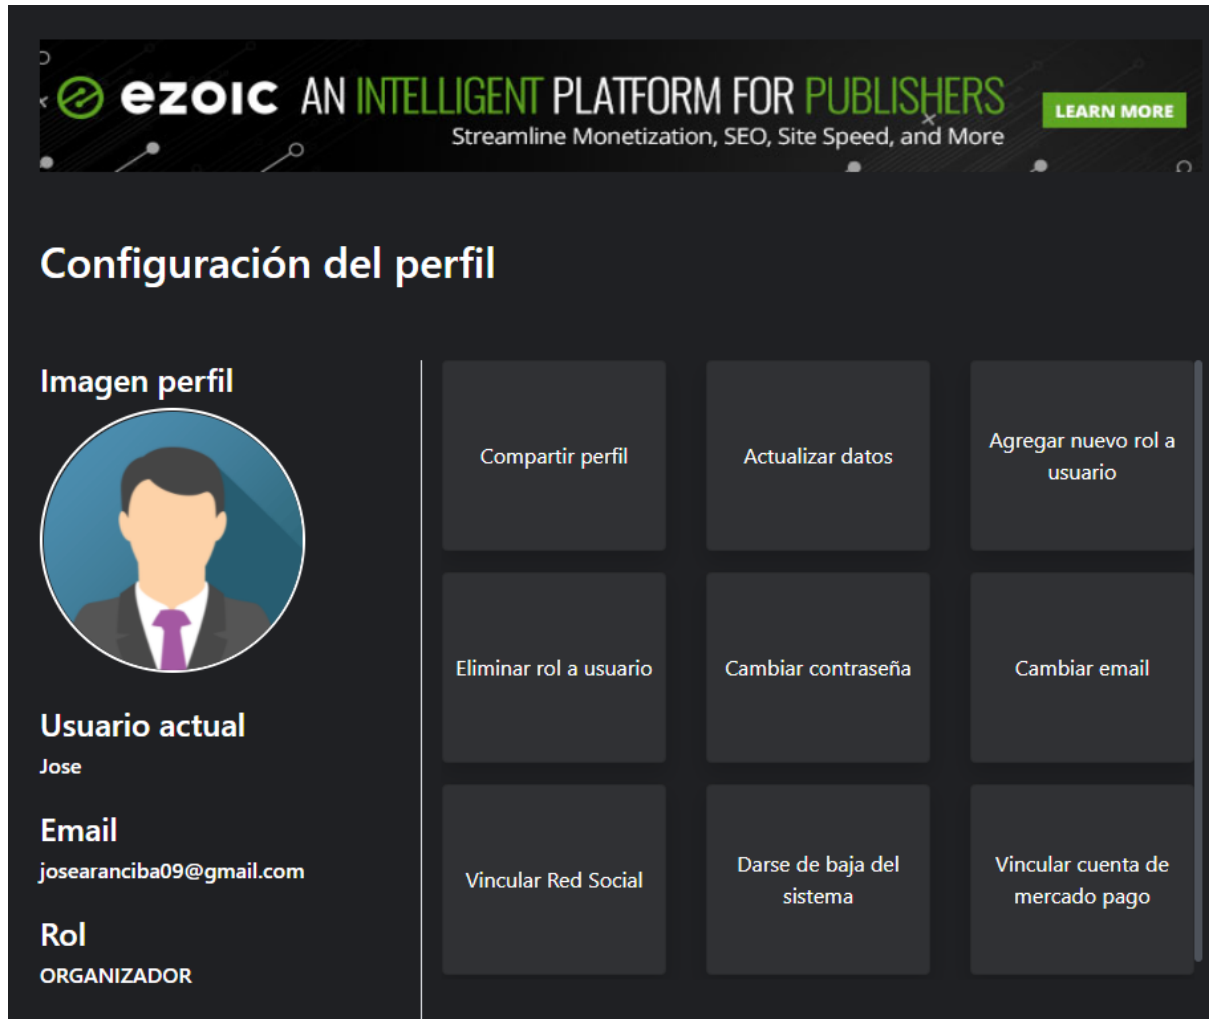 ezoic AN INTELLIGENT PLATFORM FOR PUBLISHERS
Streamline Monetization, SEO, Site Speed, and More
LEARN MORE
Configuración del perfil
Imagen perfil
Usuario actual
Jose
Email
josearanciba09@gmail.com
Rol
ORGANIZADOR
Compartir perfil
Actualizar datos
Agregar nuevo rol a
usuario
Eliminar rol a usuario
Cambiar contraseña
Cambiar email
Vincular Red Social
Darse de baja del
sistema
Vincular cuenta de
mercado pago